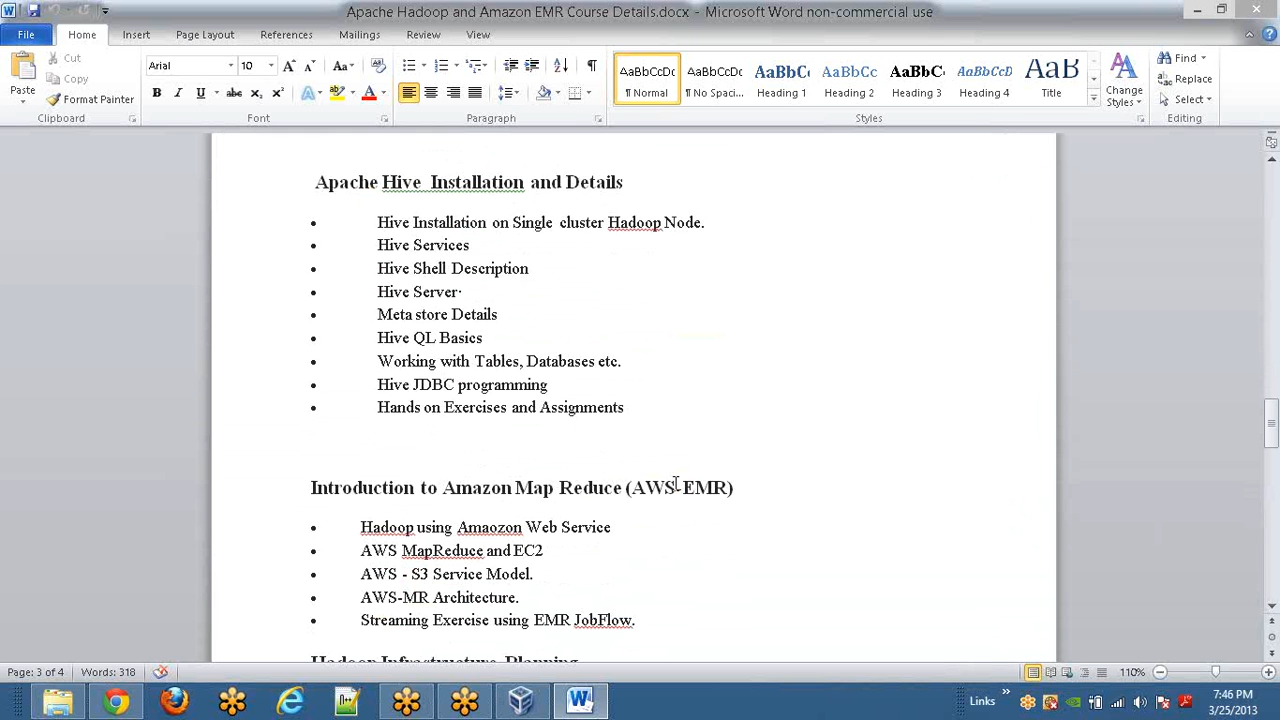 Apache Hadoop and Amazon EMR Course Details.docx - Microsoft Word non-commercial use
File Home Insert Page Layout References Mailings Review View
Paste
Cut
Copy
Format Painter
Clipboard
Arial 10
Font
Paragraph
AaBbCcDc AaBbCcDc AaBbC AaBbCc AaBbC AaBbCc AaB
¶ Normal ¶ No Spaci... Heading 1 Heading 2 Heading 3 Heading 4 Title
Change Styles
Styles
Find
Replace
Select
Editing
Apache Hive Installation and Details
• Hive Installation on Single cluster Hadoop Node.
• Hive Services
• Hive Shell Description
• Hive Server·
• Meta store Details
• Hive QL Basics
• Working with Tables, Databases etc.
• Hive JDBC programming
• Hands on Exercises and Assignments
Introduction to Amazon Map Reduce (AWS-EMR)
• Hadoop using Amaozon Web Service
• AWS MapReduce and EC2
• AWS - S3 Service Model.
• AWS-MR Architecture.
• Streaming Exercise using EMR JobFlow.
Hadoop Infrastructure Planning
Page: 3 of 4 Words: 318 110%
Links » 7:46 PM
3/25/2013